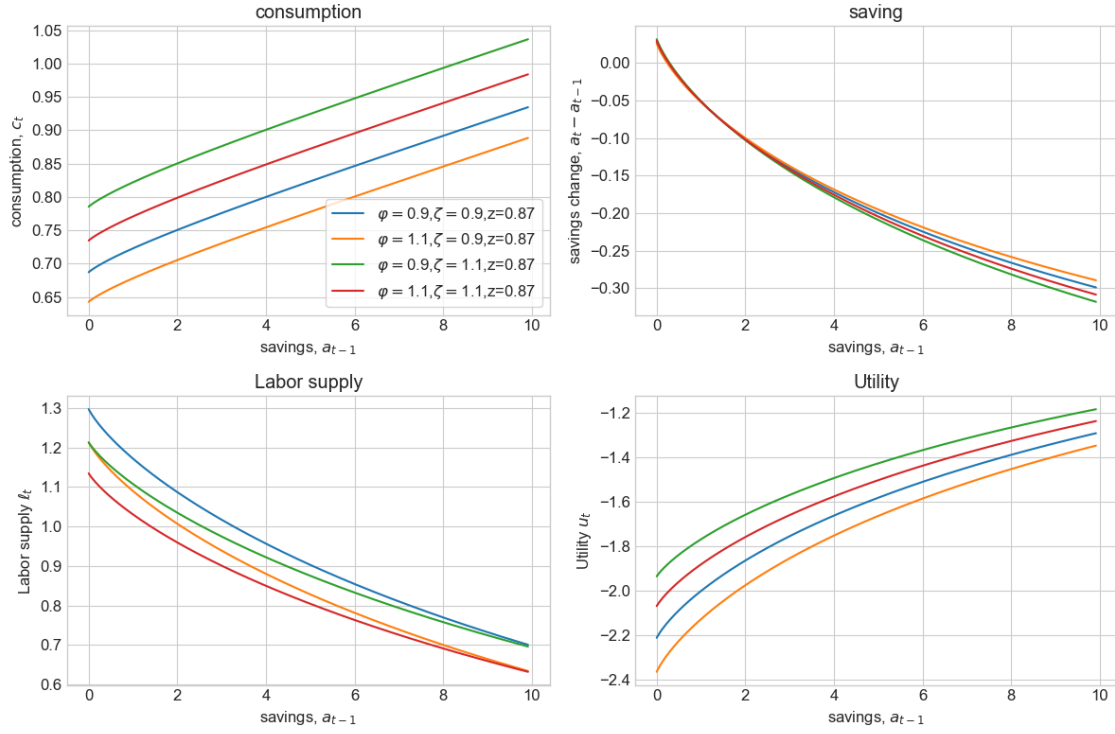 consumption
consumption, c_t
1.05
1.00
0.95
0.90
0.85
0.80
0.75
0.70
0.65
φ = 0.9,ζ = 0.9,z=0.87
φ = 1.1,ζ = 0.9,z=0.87
φ = 0.9,ζ = 1.1,z=0.87
φ = 1.1,ζ = 1.1,z=0.87
0 2 4 6 8 10
savings, a_{t−1}
saving
savings change, a_t − a_{t−1}
0.00
−0.05
−0.10
−0.15
−0.20
−0.25
−0.30
0 2 4 6 8 10
savings, a_{t−1}
Labor supply
Labor supply ℓ_t
1.3
1.2
1.1
1.0
0.9
0.8
0.7
0.6
0 2 4 6 8 10
savings, a_{t−1}
Utility
Utility u_t
−1.2
−1.4
−1.6
−1.8
−2.0
−2.2
−2.4
0 2 4 6 8 10
savings, a_{t−1}